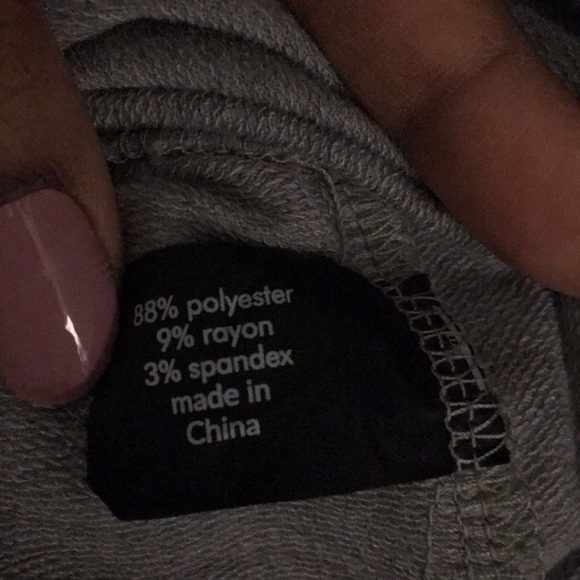 88% polyester
9% rayon
3% spandex
made in
China